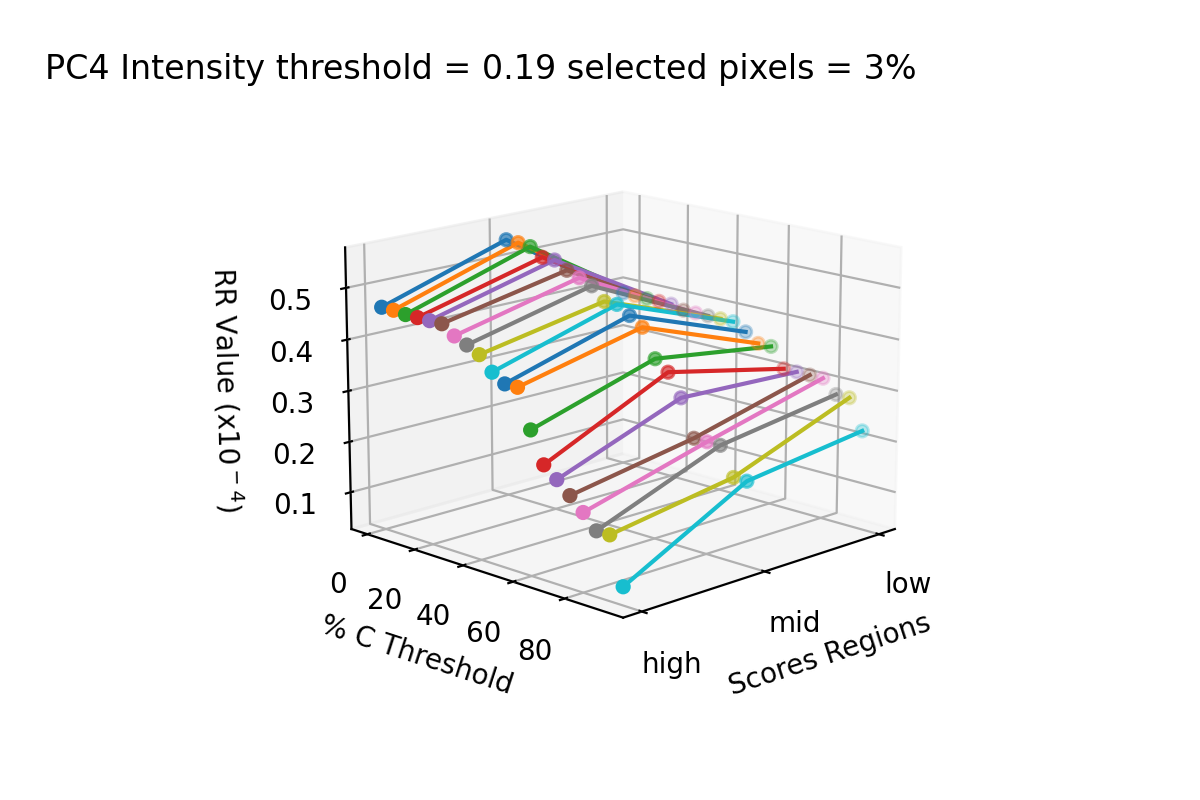 PC4 Intensity threshold = 0.19 selected pixels = 3%
RR Value (x10⁻⁴)
0.5
0.4
0.3
0.2
0.1
0
20
40
60
80
% C Threshold
high
mid
low
Scores Regions